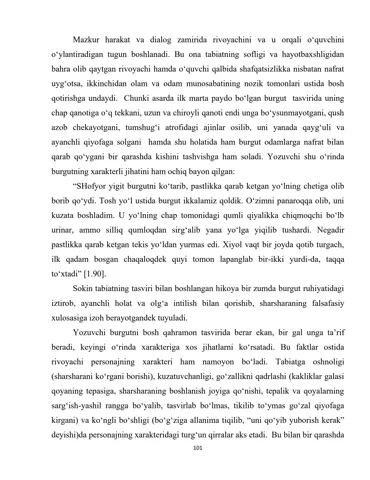 Mazkur harakat va dialog zamirida rivoyachini va u orqali o‘quvchini
o‘ylantiradigan tugun boshlanadi. Bu ona tabiatning sofligi va hayotbaxshligidan
bahra olib qaytgan rivoyachi hamda o‘quvchi qalbida shafqatsizlikka nisbatan nafrat
uyg‘otsa, ikkinchidan olam va odam munosabatining nozik tomonlari ustida bosh
qotirishga undaydi.  Chunki asarda ilk marta paydo bo‘lgan burgut  tasvirida uning
chap qanotiga o‘q tekkani, uzun va chiroyli qanoti endi unga bo‘ysunmayotgani, qush
azob chekayotgani, tumshug‘i atrofidagi ajinlar osilib, uni yanada qayg‘uli va
ayanchli qiyofaga solgani  hamda shu holatida ham burgut odamlarga nafrat bilan
qarab qo‘ygani bir qarashda kishini tashvishga ham soladi. Yozuvchi shu o‘rinda
burgutning xarakterli jihatini ham ochiq bayon qilgan:
“SHofyor yigit burgutni ko‘tarib, pastlikka qarab ketgan yo‘lning chetiga olib
borib qo‘ydi. Tosh yo‘l ustida burgut ikkalamiz qoldik. O‘zimni panaroqqa olib, uni
kuzata boshladim. U yo‘lning chap tomonidagi qumli qiyalikka chiqmoqchi bo‘lb
urinar, ammo silliq qumloqdan sirg‘alib yana yo‘lga yiqilib tushardi. Negadir
pastlikka qarab ketgan tekis yo‘ldan yurmas edi. Xiyol vaqt bir joyda qotib turgach,
ilk qadam bosgan chaqaloqdek quyi tomon lapanglab bir-ikki yurdi-da, taqqa
to‘xtadi” [1.90].
Sokin tabiatning tasviri bilan boshlangan hikoya bir zumda burgut ruhiyatidagi
iztirob, ayanchli holat va olg‘a intilish bilan qorishib, sharsharaning falsafasiy
xulosasiga izoh berayotgandek tuyuladi.
Yozuvchi burgutni bosh qahramon tasvirida berar ekan, bir gal unga ta’rif
beradi, keyingi o‘rinda xarakteriga xos jihatlarni ko‘rsatadi. Bu faktlar ostida
rivoyachi personajning xarakteri ham namoyon bo‘ladi. Tabiatga oshnoligi
(sharsharani ko‘rgani borishi), kuzatuvchanligi, go‘zallikni qadrlashi (kakliklar galasi
qoyaning tepasiga, sharsharaning boshlanish joyiga qo‘nishi, tepalik va qoyalarning
sarg‘ish-yashil rangga bo‘yalib, tasvirlab bo‘lmas, tikilib to‘ymas go‘zal qiyofaga
kirgani) va ko‘ngli bo‘shligi (bo‘g‘ziga allanima tiqilib, “uni qo‘yib yuborish kerak”
deyishi)da personajning xarakteridagi turg‘un qirralar aks etadi.  Bu bilan bir qarashda
101